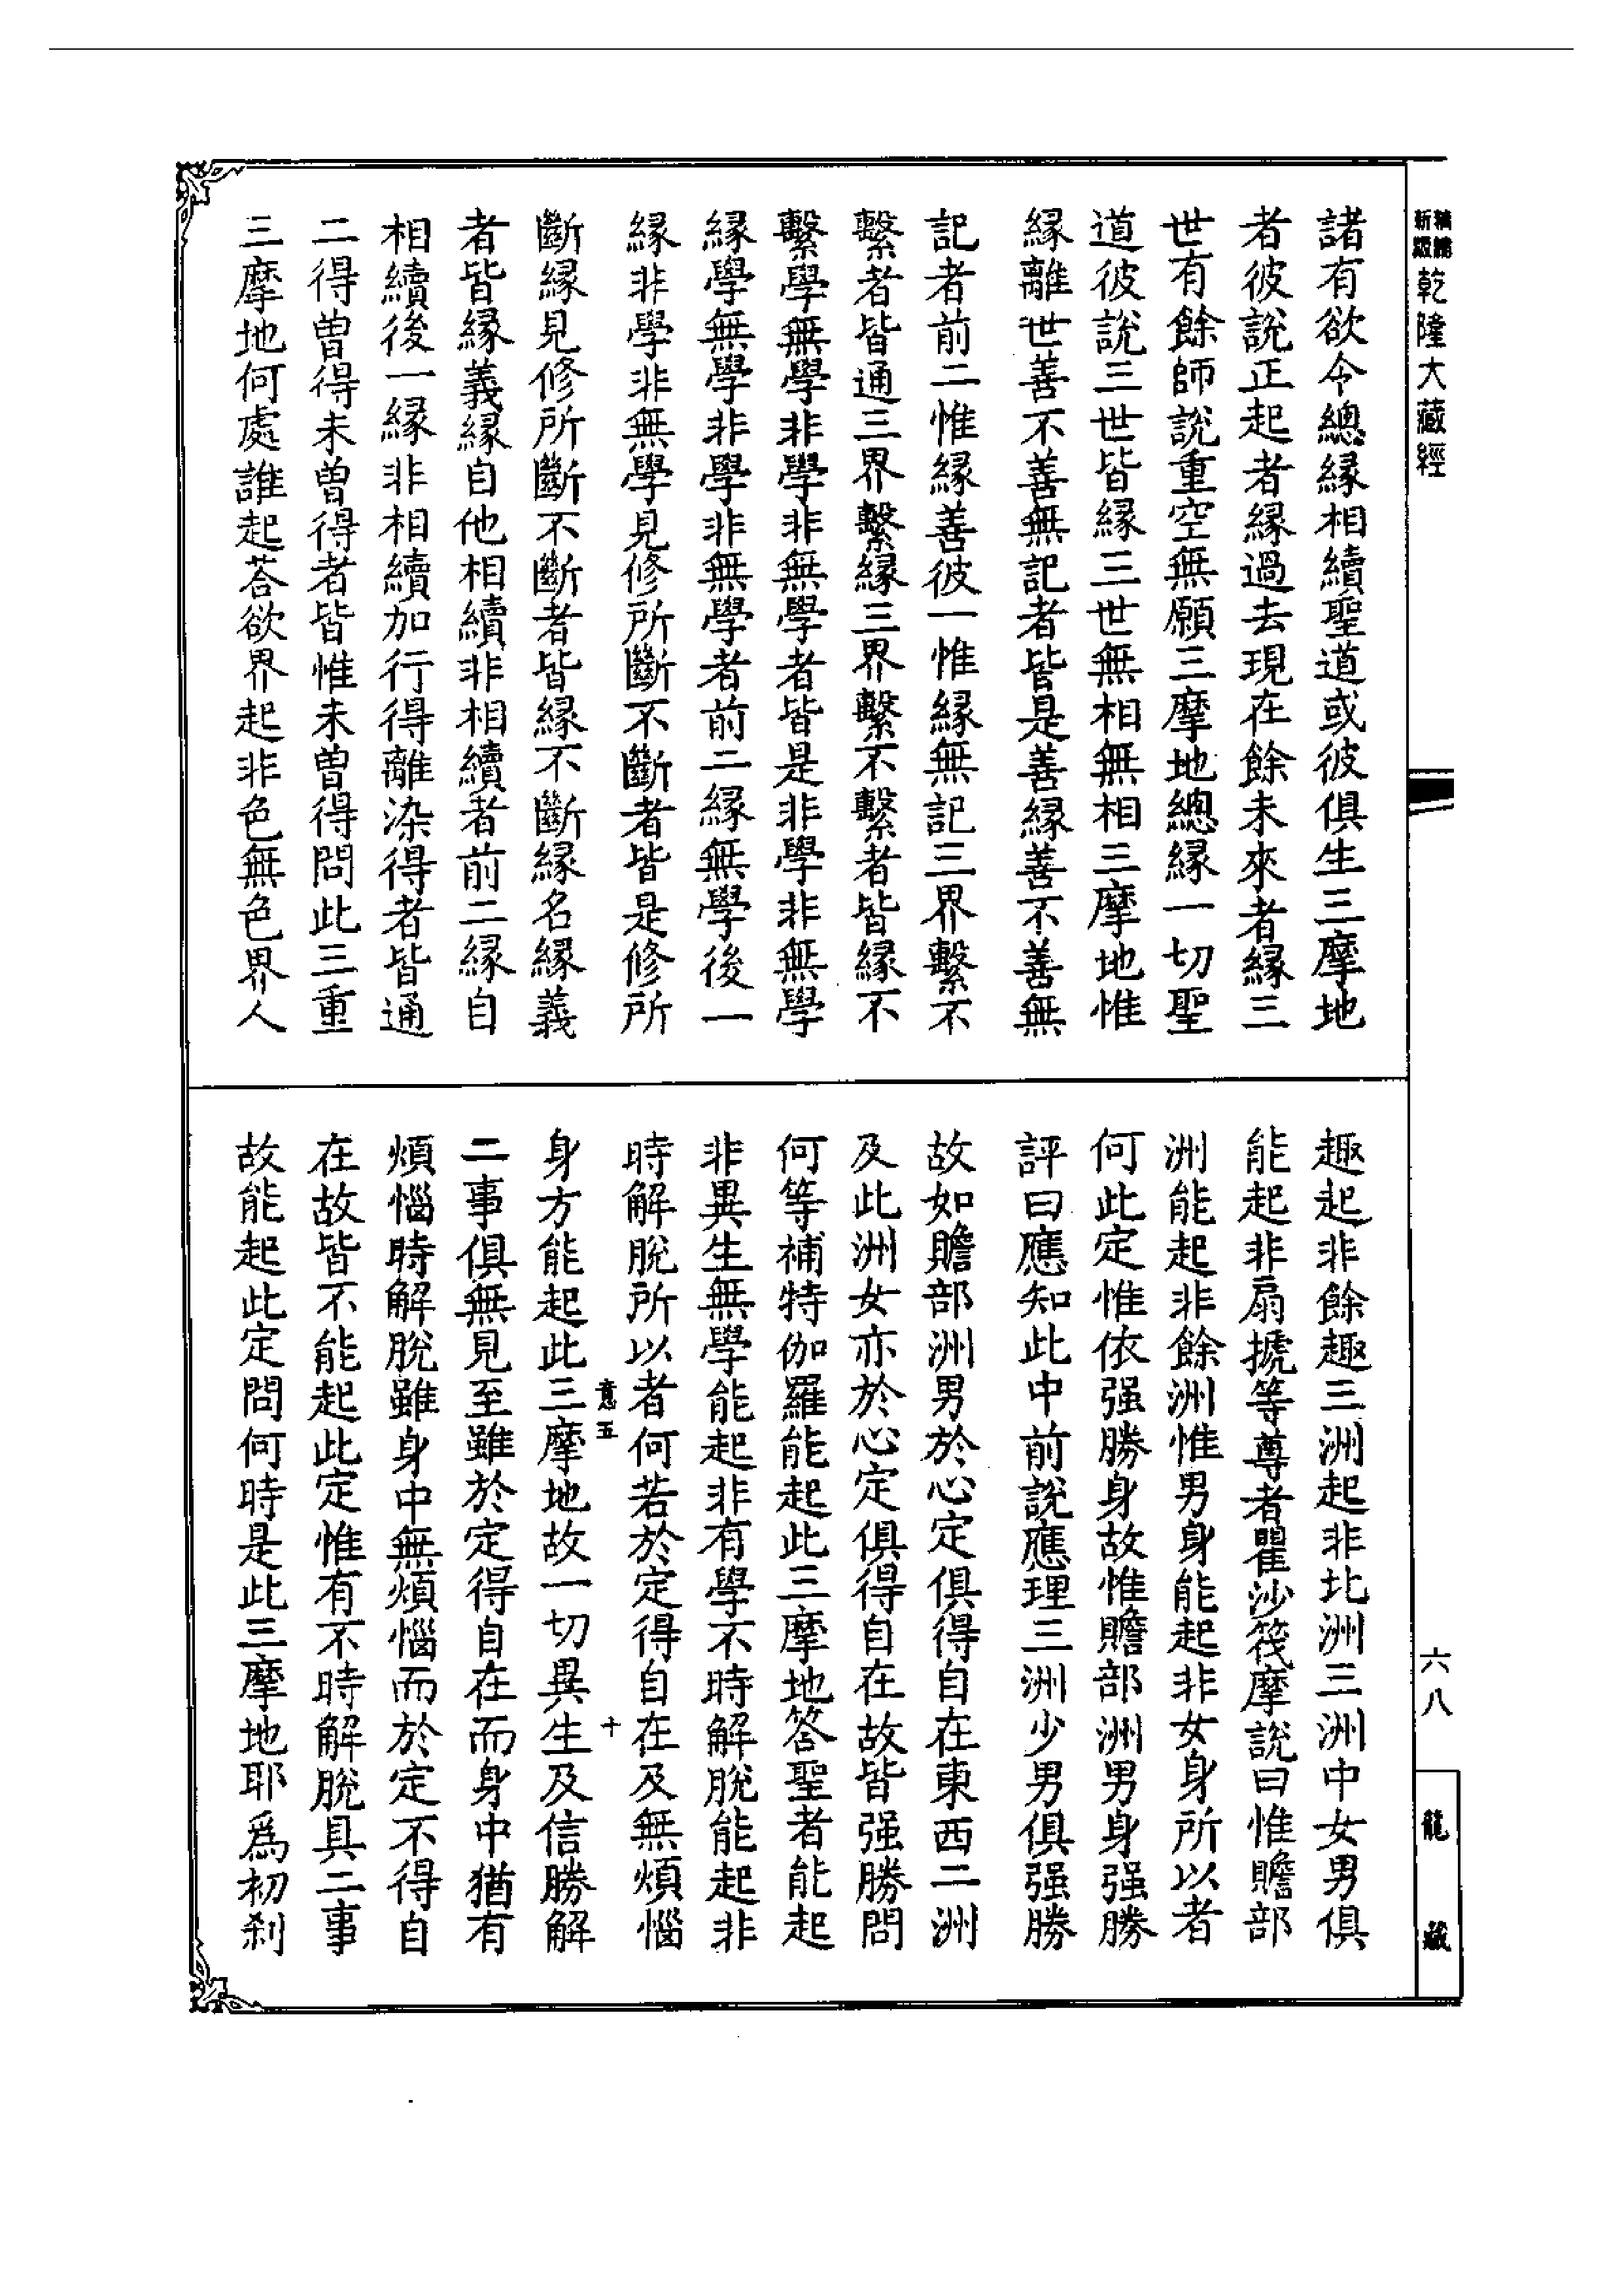 乾隆大藏經
諸有欲令總緣相續聖道或彼俱生三摩地
者彼說正起者緣過去現在餘未來者緣三
世有餘師說重空無願三摩地總緣一切聖
道彼說三世皆緣三世無相無相三摩地惟
緣離世善不善無記者皆是善緣善不善無
記者前二惟緣善彼一惟緣無記三界繫不
繫者皆通三界繫緣三界繫不繫者皆緣不
繫學無學非學非無學者皆是非學非無學
緣學無學非學非無學者前二緣無學後一
緣非學非無學見修所斷不斷者皆是修所
斷緣見修所斷不斷者皆緣不斷緣名緣義
者皆緣義緣自他相續非相續者前二緣自
相續後一緣非相續加行得離染得者皆通
二得曽得未曽得者皆惟未曽得問此三重
三摩地何處誰起荅欲界起非色無色界人
趣起非餘趣三洲起非北洲三洲中女男俱
能起非扇搋等尊者瞿沙筏摩說曰惟贍部
洲能起非餘洲惟男身能起非女身所以者
何此定惟依强勝身故惟贍部洲男身强勝
評曰應知此中前說應理三洲少男俱强勝
故如贍部洲男於心定俱得自在東西二洲
及此洲女亦於心定俱得自在故皆强勝問
何等補特伽羅能起此三摩地答聖者能起
非異生無學能起非有學不時解脫能起非
時解脫所以者何若於定得自在及無煩惱
意五
十
身方能起此三摩地故一切異生及信勝解
二事俱無見至雖於定得自在而身中猶有
煩惱時解脫雖身中無煩惱而於定不得自
在故皆不能起此定惟有不時解脫具二事
故能起此定問何時是此三摩地耶爲初刹
六八
龍藏